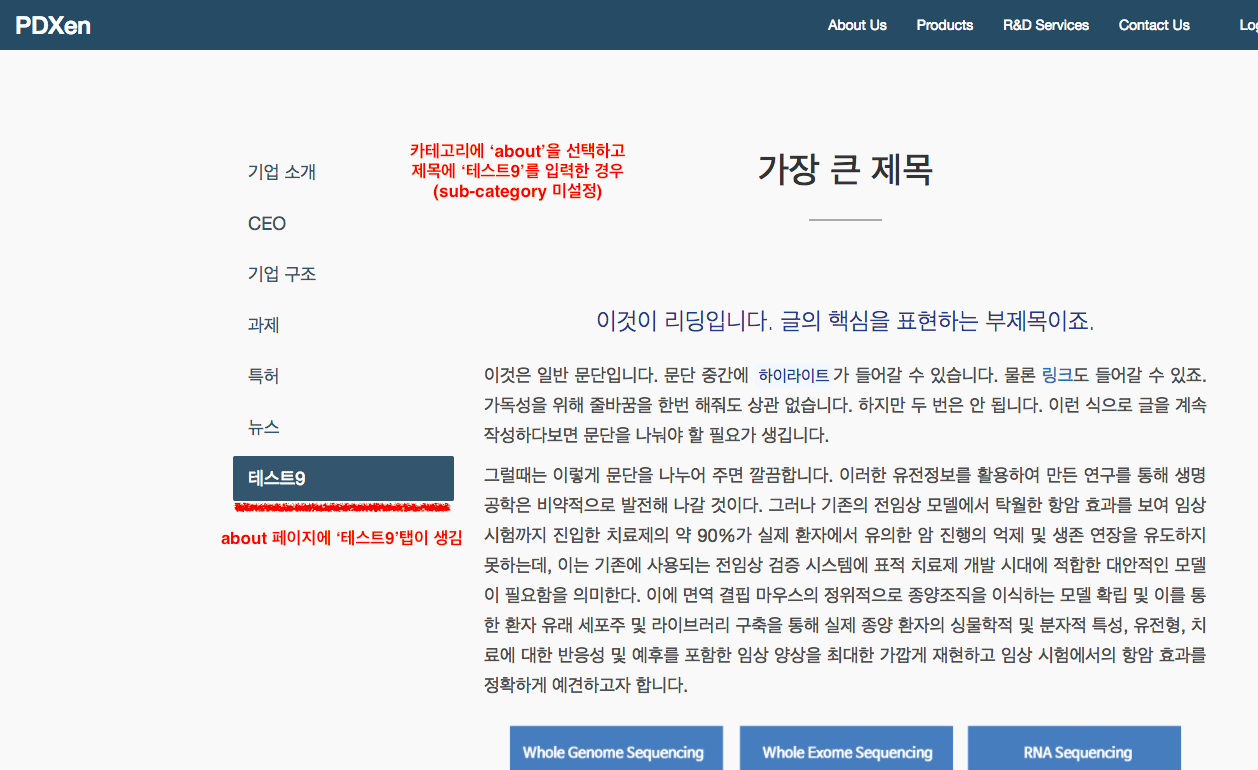 PDXen
About Us
Products
R&D Services
Contact Us
기업 소개
CEO
기업 구조
과제
특허
뉴스
테스트9
카테고리에 ‘about’을 선택하고
제목에 ‘테스트9’를 입력한 경우
(sub-category 미설정)
about 페이지에 ‘테스트9’탭이 생김
가장 큰 제목
이것이 리딩입니다. 글의 핵심을 표현하는 부제목이죠.
이것은 일반 문단입니다. 문단 중간에 하이라이트 가 들어갈 수 있습니다. 물론 링크도 들어갈 수 있죠.
가독성을 위해 줄바꿈을 한번 해줘도 상관 없습니다. 하지만 두 번은 안 됩니다. 이런 식으로 글을 계속
작성하다보면 문단을 나눠야 할 필요가 생깁니다.
그럴때는 이렇게 문단을 나누어 주면 깔끔합니다. 이러한 유전정보를 활용하여 만든 연구를 통해 생명
공학은 비약적으로 발전해 나갈 것이다. 그러나 기존의 전임상 모델에서 탁월한 항암 효과를 보여 임상
시험까지 진입한 치료제의 약 90%가 실제 환자에서 유의한 암 진행의 억제 및 생존 연장을 유도하지
못하는데, 이는 기존에 사용되는 전임상 검증 시스템에 표적 치료제 개발 시대에 적합한 대안적인 모델
이 필요함을 의미한다. 이에 면역 결핍 마우스의 정위적으로 종양조직을 이식하는 모델 확립 및 이를 통
한 환자 유래 세포주 및 라이브러리 구축을 통해 실제 종양 환자의 싱물학적 및 분자적 특성, 유전형, 치
료에 대한 반응성 및 예후를 포함한 임상 양상을 최대한 가깝게 재현하고 임상 시험에서의 항암 효과를
정확하게 예견하고자 합니다.
Whole Genome Sequencing
Whole Exome Sequencing
RNA Sequencing